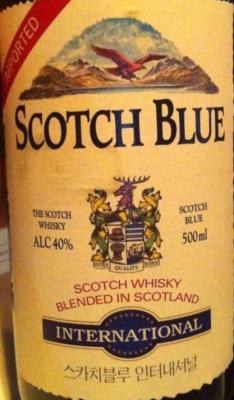 IMPORTED
SCOTCH BLUE
THE SCOTCH
WHISKY
ALC 40%
SCOTCH
BLUE
500ml
EXTRA QUALITY
SCOTCH WHISKY
BLENDED IN SCOTLAND
INTERNATIONAL
스카치블루 인터내셔널